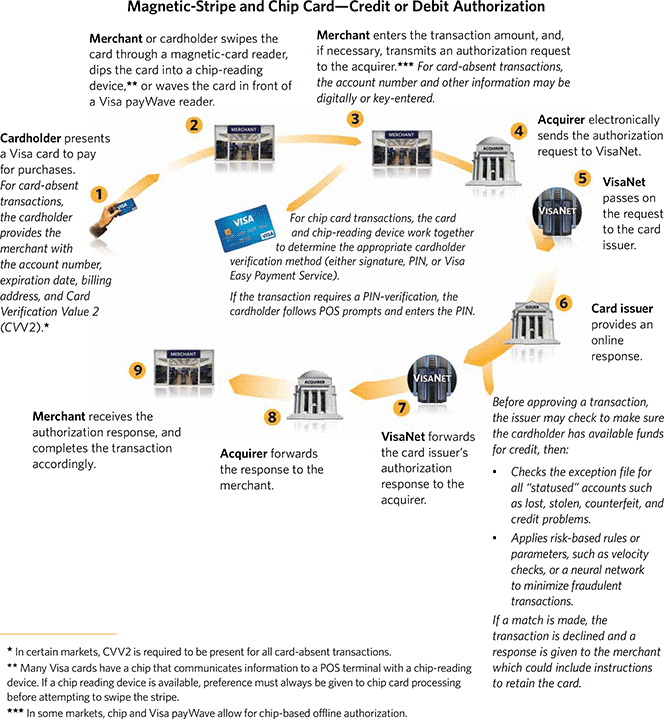 Magnetic-Stripe and Chip Card—Credit or Debit Authorization
Merchant or cardholder swipes the
card through a magnetic-card reader,
dips the card into a chip-reading
device,** or waves the card in front of
a Visa payWave reader.
Merchant enters the transaction amount, and,
if necessary, transmits an authorization request
to the acquirer.*** For card-absent transactions,
the account number and other information may be
digitally or key-entered.
Cardholder presents
a Visa card to pay
for purchases.
For card-absent
transactions,
the cardholder
provides the
merchant with
the account number,
expiration date, billing
address, and Card
Verification Value 2
(CVV2).*
1
2
MERCHANT
3
MERCHANT
4
ACQUIRER
Acquirer electronically
sends the authorization
request to VisaNet.
5
VISANET
VisaNet
passes on
the request
to the card
issuer.
VISA
VISA
For chip card transactions, the card
and chip-reading device work together
to determine the appropriate cardholder
verification method (either signature, PIN, or Visa
Easy Payment Service).
If the transaction requires a PIN-verification, the
cardholder follows POS prompts and enters the PIN.
ISSUER
6
Card issuer
provides an
online
response.
Before approving a transaction,
the issuer may check to make sure
the cardholder has available funds
for credit, then:
• Checks the exception file for
all “statused” accounts such
as lost, stolen, counterfeit, and
credit problems.
• Applies risk-based rules or
parameters, such as velocity
checks, or a neural network
to minimize fraudulent
transactions.
If a match is made, the
transaction is declined and a
response is given to the merchant
which could include instructions
to retain the card.
VISANET
7
VisaNet forwards
the card issuer’s
authorization
response to the
acquirer.
ACQUIRER
8
Acquirer forwards
the response to the
merchant.
9
MERCHANT
Merchant receives the
authorization response, and
completes the transaction
accordingly.
* In certain markets, CVV2 is required to be present for all card-absent transactions.
** Many Visa cards have a chip that communicates information to a POS terminal with a chip-reading
device. If a chip reading device is available, preference must always be given to chip card processing
before attempting to swipe the stripe.
*** In some markets, chip and Visa payWave allow for chip-based offline authorization.